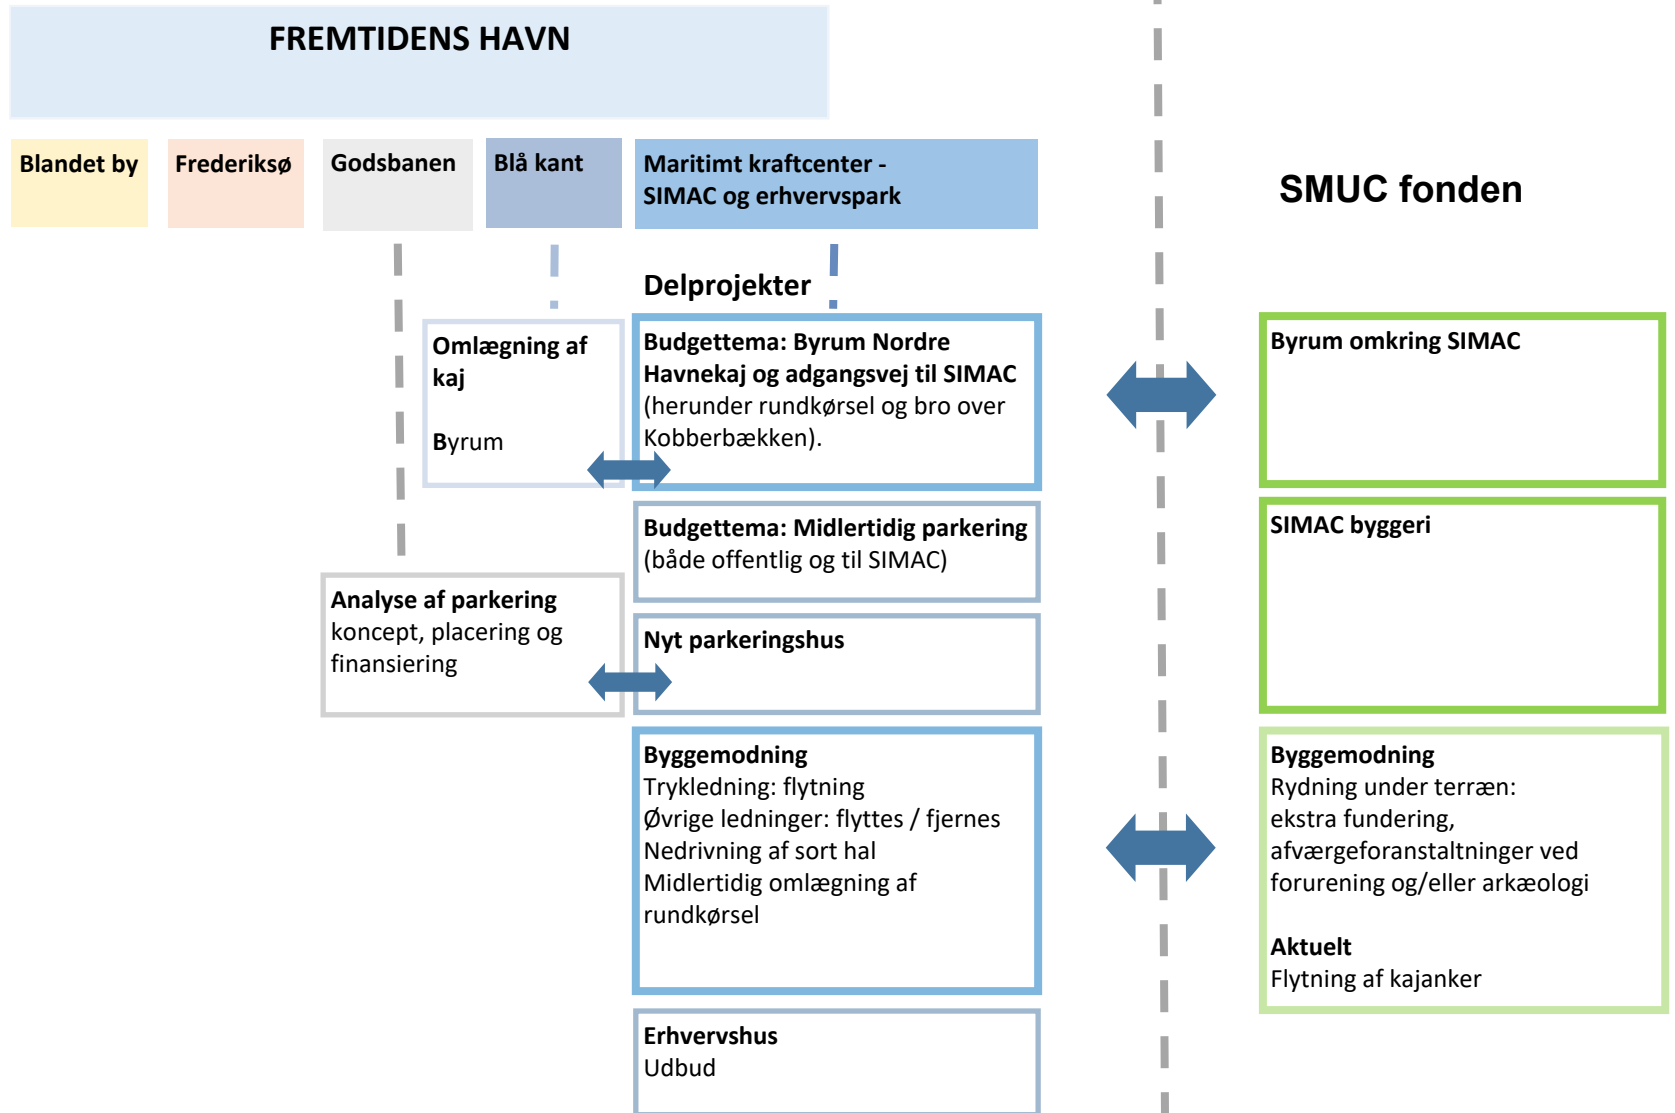 FREMTIDENS HAVN
Blandet by
Frederiksø
Godsbanen
Blå kant
Maritimt kraftcenter -
SIMAC og erhvervspark
SMUC fonden
Delprojekter
Omlægning af
kaj
Byrum
Budgettema: Byrum Nordre
Havnekaj og adgangsvej til SIMAC
(herunder rundkørsel og bro over
Kobberbækken).
Byrum omkring SIMAC
Budgettema: Midlertidig parkering
(både offentlig og til SIMAC)
SIMAC byggeri
Analyse af parkering
koncept, placering og
finansiering
Nyt parkeringshus
Byggemodning
Trykledning: flytning
Øvrige ledninger: flyttes / fjernes
Nedrivning af sort hal
Midlertidig omlægning af
rundkørsel
Byggemodning
Rydning under terræn:
ekstra fundering,
afværgeforanstaltninger ved
forurening og/eller arkæologi
Aktuelt
Flytning af kajanker
Erhvervshus
Udbud